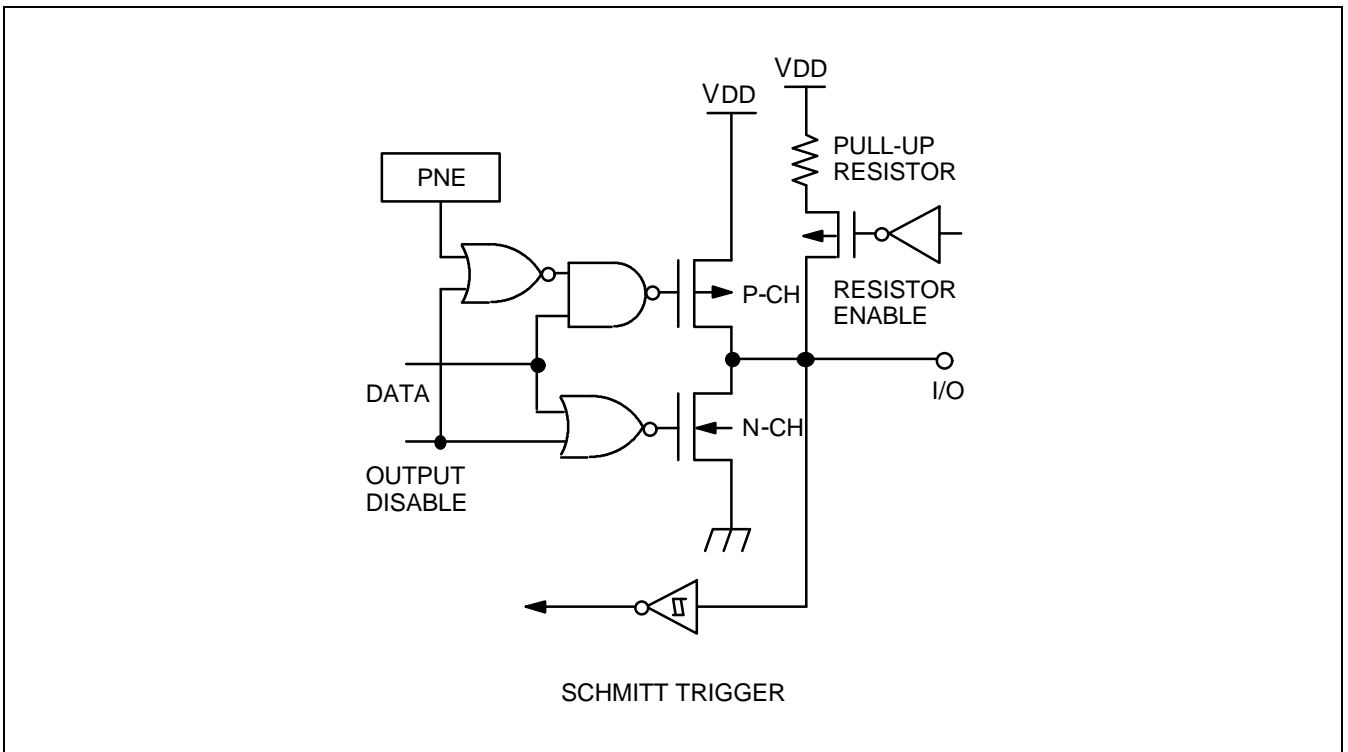 VDD
VDD
PULL-UP
RESISTOR
PNE
P-CH
RESISTOR
ENABLE
DATA
I/O
N-CH
OUTPUT
DISABLE
SCHMITT TRIGGER